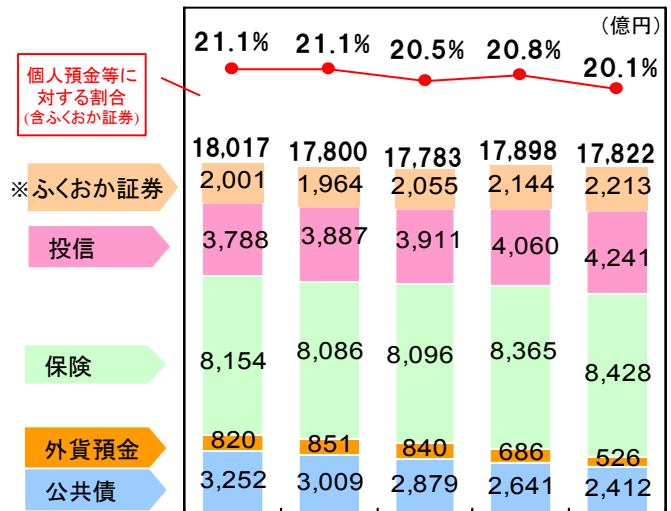 (億円)
21.1% 21.1% 20.5% 20.8% 20.1%
個人預金等に
対する割合
(含ふくおか証券)
18,017 17,800 17,783 17,898 17,822
※ふくおか証券 2,001 1,964 2,055 2,144 2,213
投信 3,788 3,887 3,911 4,060 4,241
保険 8,154 8,086 8,096 8,365 8,428
外貨預金 820 851 840 686 526
公共債 3,252 3,009 2,879 2,641 2,412